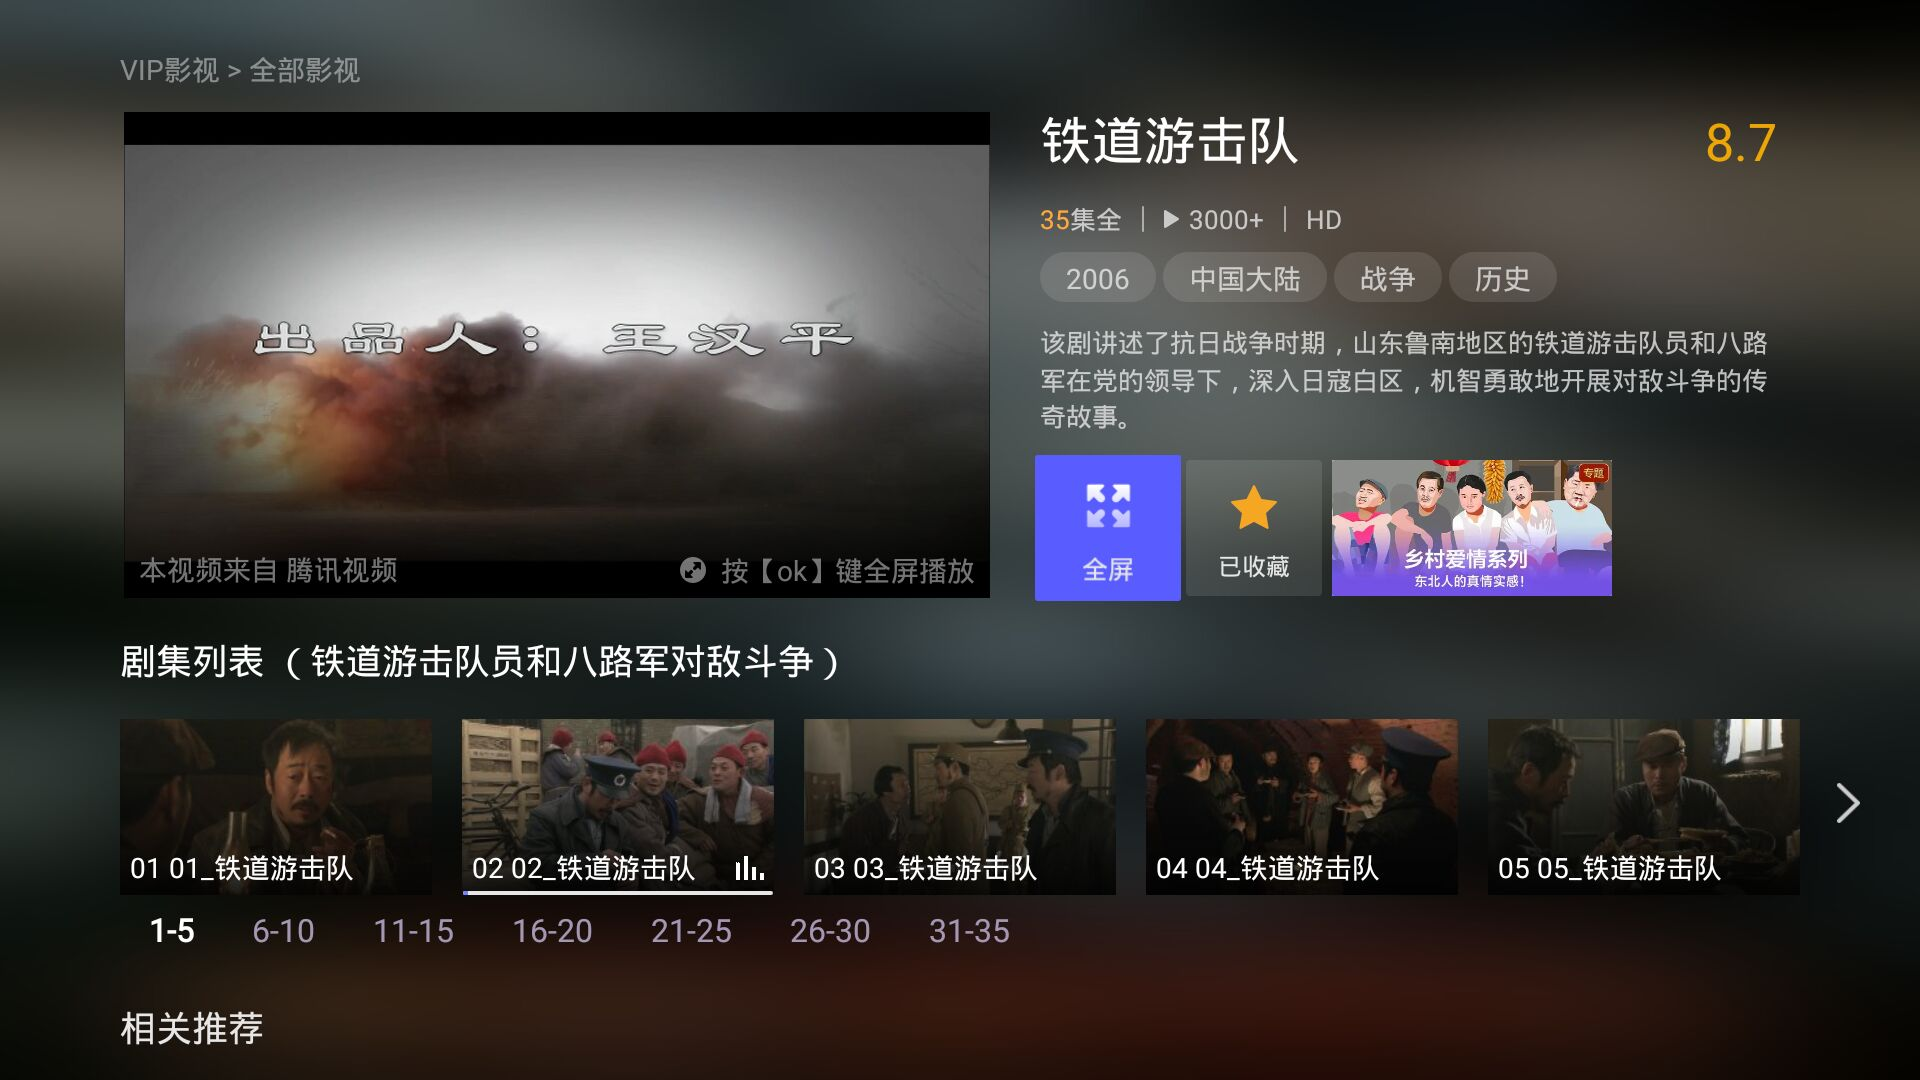 VIP影视 > 全部影视
出品人：王汉平
本视频来自 腾讯视频
按【ok】键全屏播放
铁道游击队
8.7
35集全 | 3000+ | HD
2006 中国大陆 战争 历史
该剧讲述了抗日战争时期，山东鲁南地区的铁道游击队员和八路
军在党的领导下，深入日寇白区，机智勇敢地开展对敌斗争的传
奇故事。
全屏
已收藏
专题
乡村爱情系列
东北人的真情实感！
剧集列表（铁道游击队员和八路军对敌斗争）
01 01_铁道游击队
02 02_铁道游击队
03 03_铁道游击队
04 04_铁道游击队
05 05_铁道游击队
1-5 6-10 11-15 16-20 21-25 26-30 31-35
相关推荐